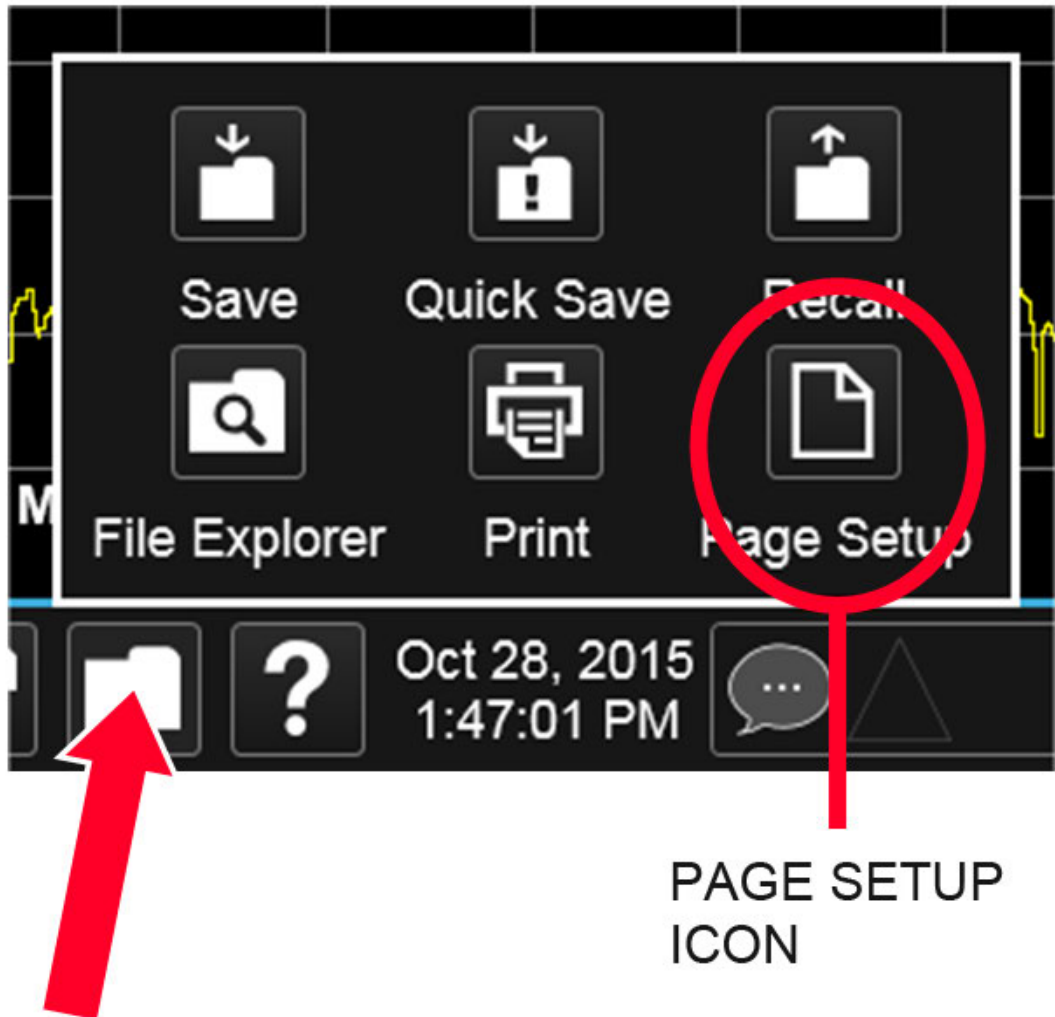 Save Quick Save Recall
File Explorer Print Page Setup
M
? Oct 28, 2015
1:47:01 PM
PAGE SETUP
ICON